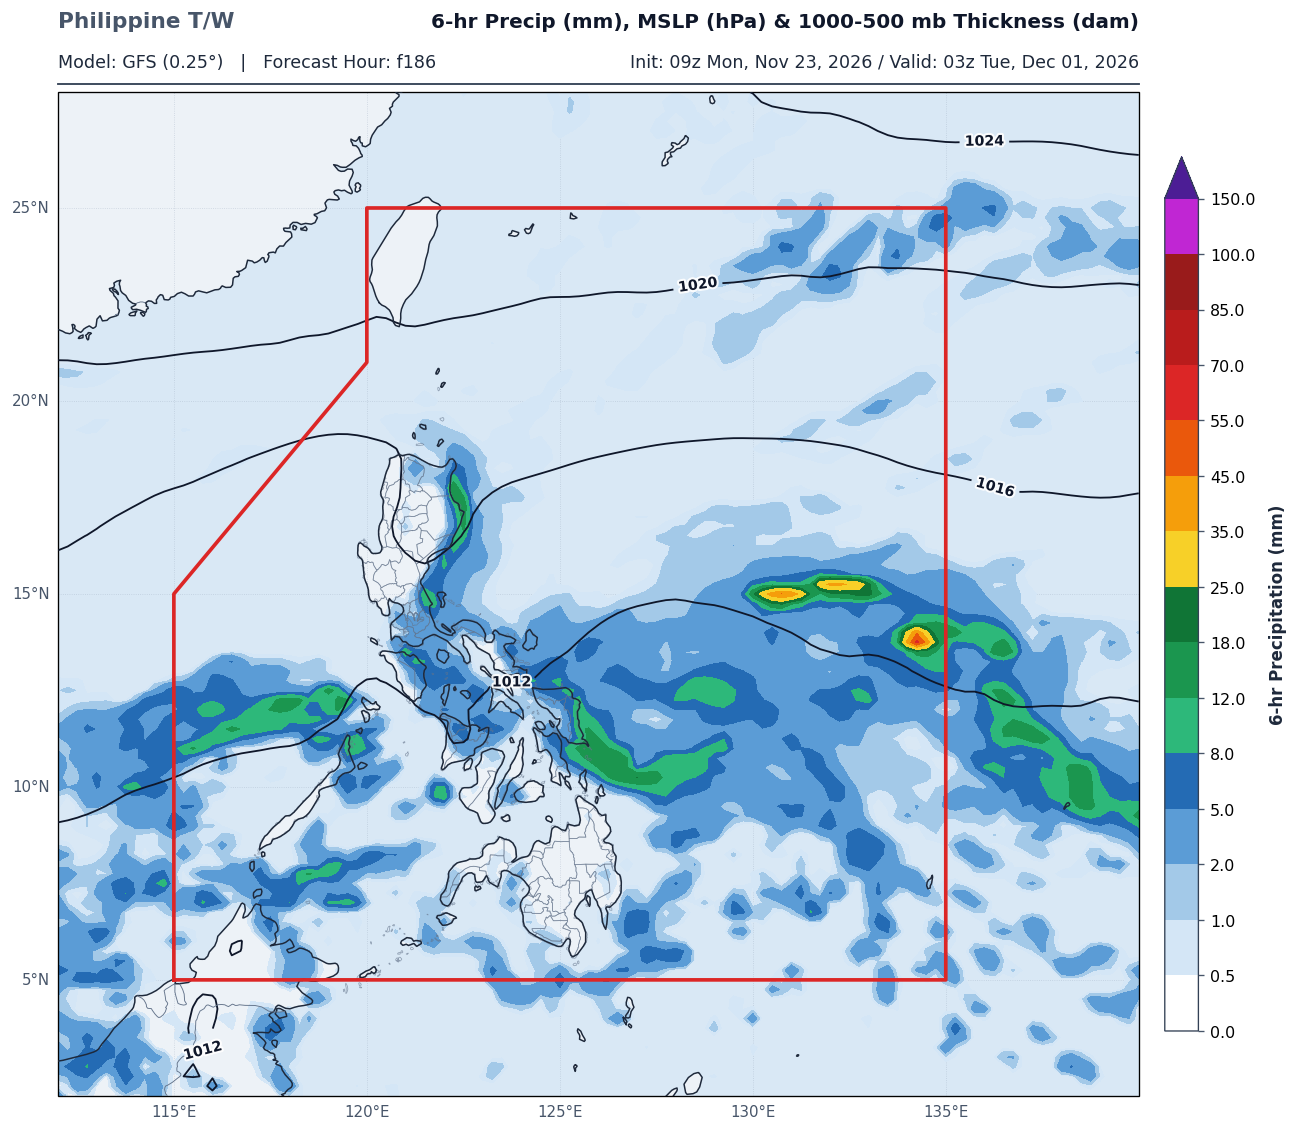 Philippine T/W
6-hr Precip (mm), MSLP (hPa) & 1000-500 mb Thickness (dam)
Model: GFS (0.25°) | Forecast Hour: f186
Init: 09z Mon, Nov 23, 2026 / Valid: 03z Tue, Dec 01, 2026
1024
1020
1016
1012
1012
25°N
20°N
15°N
10°N
5°N
115°E
120°E
125°E
130°E
135°E
150.0
100.0
85.0
70.0
55.0
45.0
35.0
25.0
18.0
12.0
8.0
5.0
2.0
1.0
0.5
0.0
6-hr Precipitation (mm)